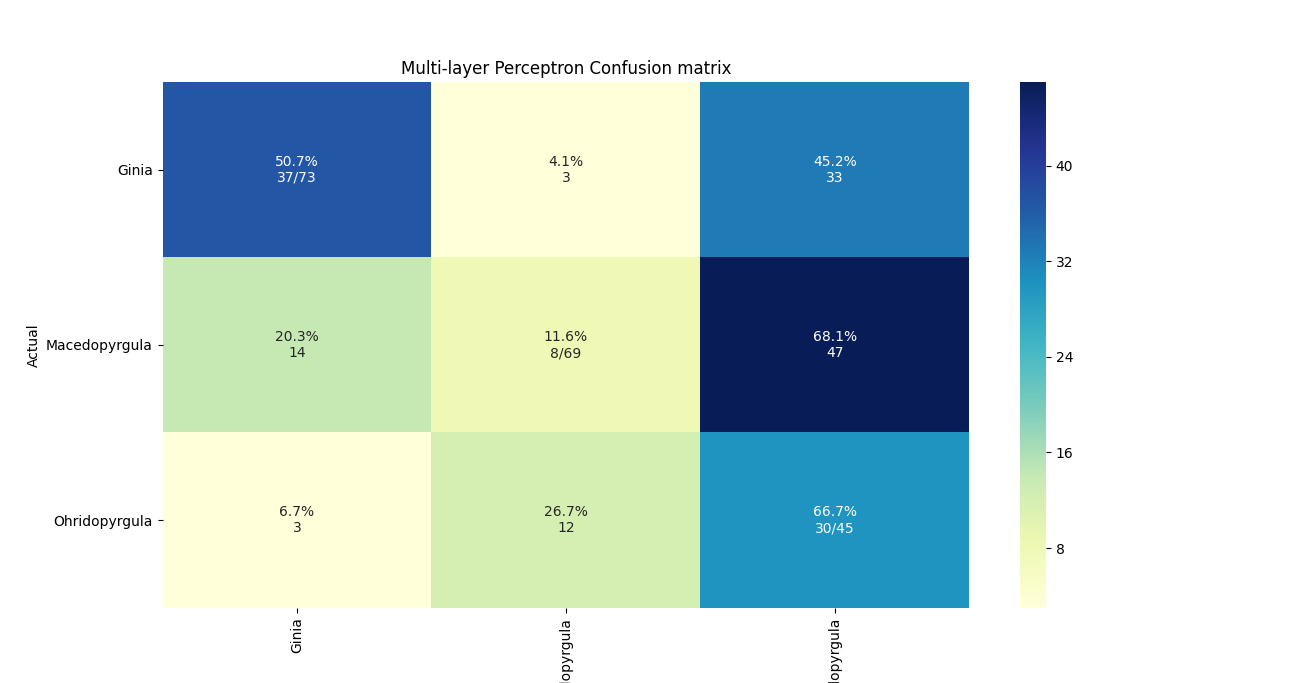 Multi-layer Perceptron Confusion matrix
Actual
Ginia
50.7%
37/73
4.1%
3
45.2%
33
Macedopyrgula
20.3%
14
11.6%
8/69
68.1%
47
Ohridopyrgula
6.7%
3
26.7%
12
66.7%
30/45
Ginia
dopyrgula
dopyrgula
40
32
24
16
8